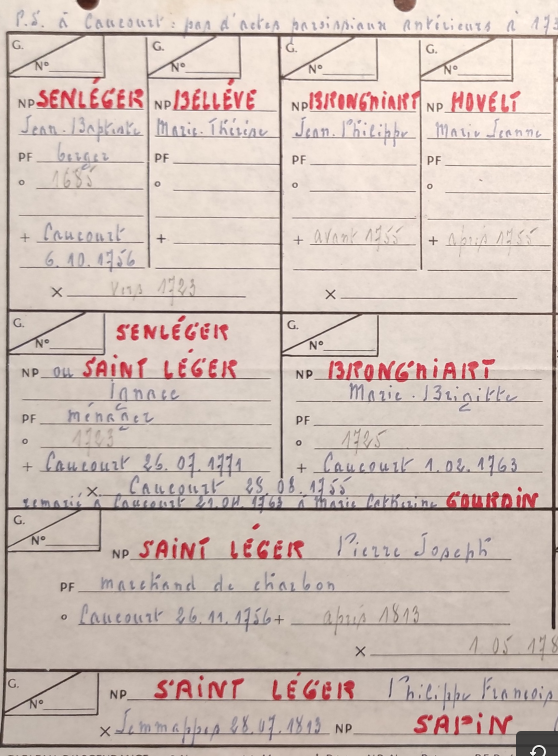 P.S. à Caucourt : pas d'actes paroissiaux antérieurs à 173
G. G. G. G.
N° N° N° N°
NP SENLÉGER NP BELLÉVE NP BRONGNIART NP HOVELT
Jean-Baptiste Marie-Thérèse Jean-Philippe Marie Jeanne
PF berger PF PF PF
° 1685 ° ° °
+ Caucourt + + avant 1755 + après 1755
6.10.1756
× vers 1723 ×
G. SENLÉGER G.
N° N°
NP ou SAINT LÉGER NP BRONGNIART
Ignace Marie-Brigitte
PF ménager PF
° 1723 ° 1725
+ Caucourt 26.07.1771 + Caucourt 1.02.1763
× Caucourt 28.08.1755
remarié à Caucourt 21.04.1763 à Marie Catherine GOURDIN
G.
N°
NP SAINT LÉGER Pierre Joseph
PF marchand de charbon
° Caucourt 26.11.1756 + après 1813
× 1.05.178
G.
N°
NP SAINT LÉGER Philippe François
× Jemmappes 28.07.1813 NP SAPIN